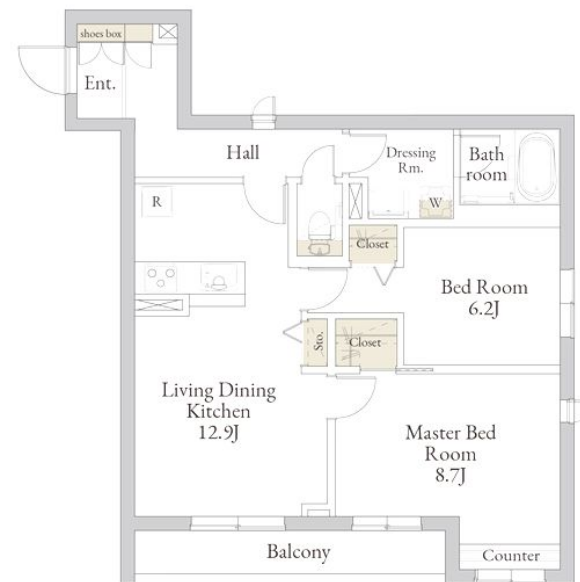 shoes box
Ent.
Hall
Dressing
Rm.
Bath
room
R
W
Closet
Bed Room
6.2J
Sto.
Closet
Living Dining
Kitchen
12.9J
Master Bed
Room
8.7J
Balcony
Counter